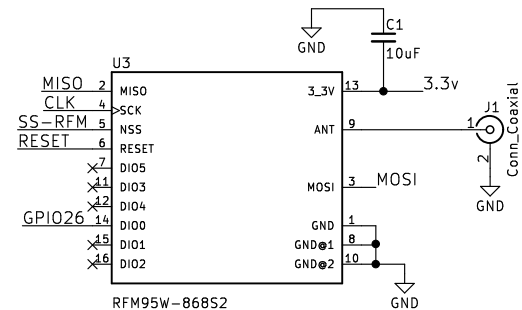 C1
GND
10uF
U3
MISO 2 MISO 3_3V 13 3.3v
CLK 4 SCK
SS-RFM 5 NSS ANT 9 1 J1
RESET 6 RESET 2 Conn_Coaxial
7 DIO5
11 DIO3 MOSI 3 MOSI
12 DIO4 GND
GPIO26 14 DIO0 GND 1
15 DIO1 GND@1 8
16 DIO2 GND@2 10
RFM95W-868S2 GND